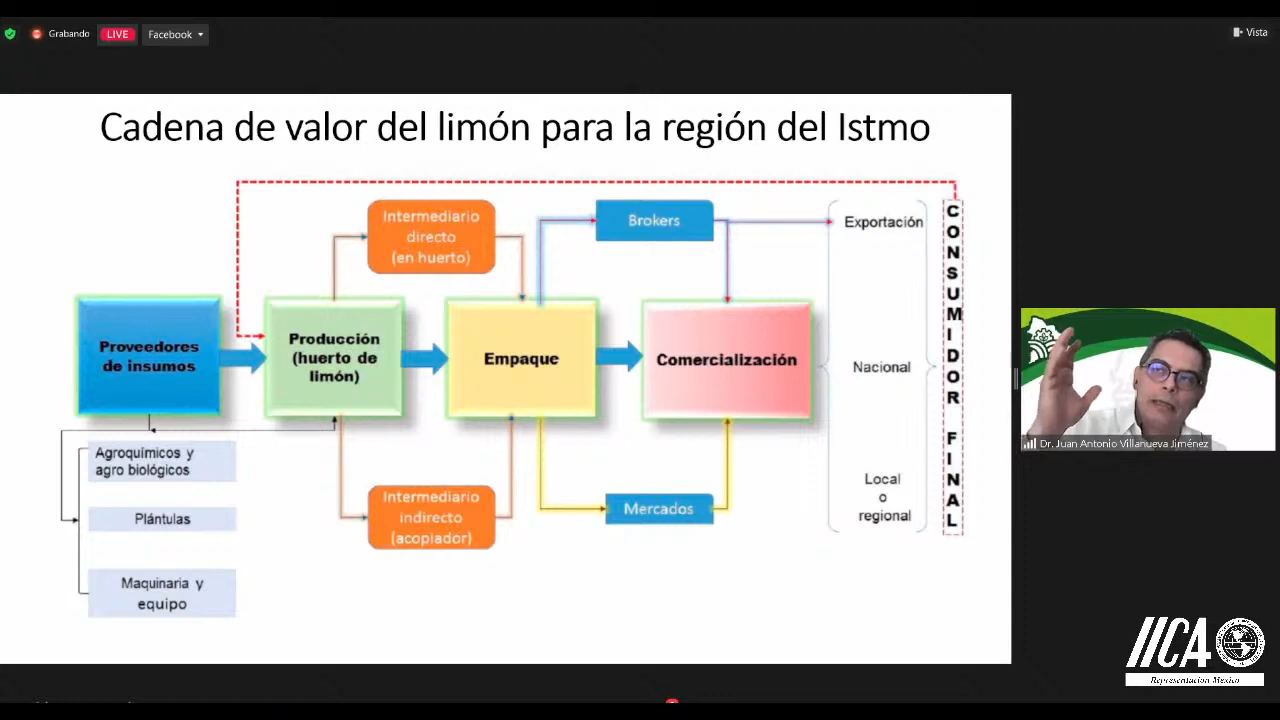 Grabando
LIVE
Facebook
Vista
Cadena de valor del limón para la región del Istmo
Intermediario
directo
(en huerto)
Brokers
Exportación
Proveedores
de insumos
Producción
(huerto de
limón)
Empaque
Comercialización
Nacional
CONSUMIDOR FINAL
Agroquímicos y
agro biológicos
Plántulas
Maquinaria y
equipo
Intermediario
indirecto
(acopiador)
Mercados
Local
o
regional
Dr. Juan Antonio Villanueva Jiménez
IICA
Representación México